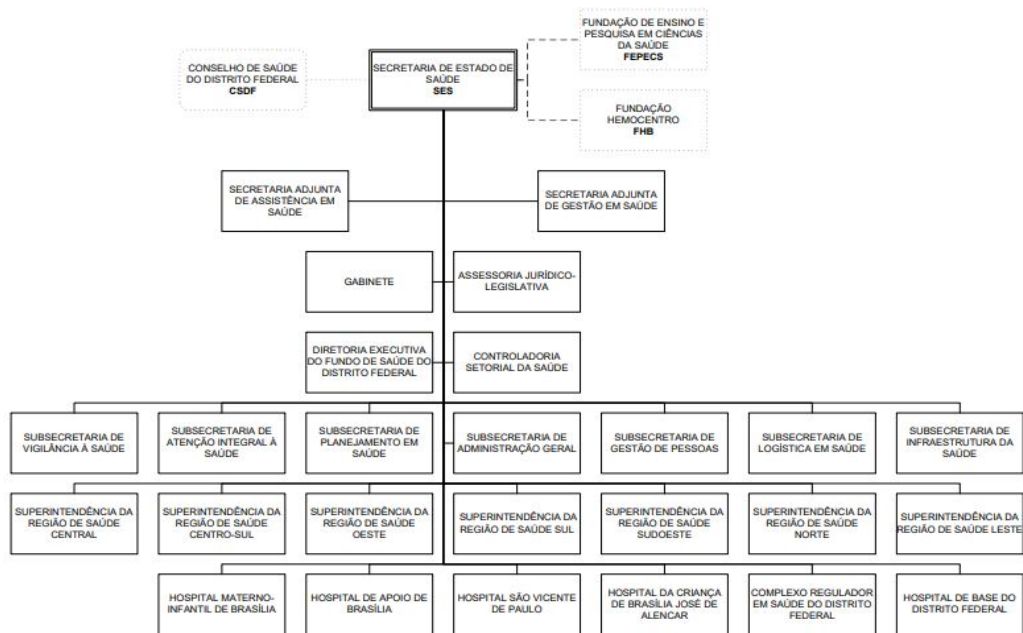 FUNDAÇÃO DE ENSINO E
PESQUISA EM CIÊNCIAS
DA SAÚDE
FEPECS
CONSELHO DE SAÚDE
DO DISTRITO FEDERAL
CSDF
SECRETARIA DE ESTADO DE
SAÚDE
SES
FUNDAÇÃO
HEMOCENTRO
FHB
SECRETARIA ADJUNTA
DE ASSISTÊNCIA EM
SAÚDE
SECRETARIA ADJUNTA
DE GESTÃO EM SAÚDE
GABINETE
ASSESSORIA JURÍDICO-
LEGISLATIVA
DIRETORIA EXECUTIVA
DO FUNDO DE SAÚDE DO
DISTRITO FEDERAL
CONTROLADORIA
SETORIAL DA SAÚDE
SUBSECRETARIA DE
VIGILÂNCIA À SAÚDE
SUBSECRETARIA DE
ATENÇÃO INTEGRAL À
SAÚDE
SUBSECRETARIA DE
PLANEJAMENTO EM
SAÚDE
SUBSECRETARIA DE
ADMINISTRAÇÃO GERAL
SUBSECRETARIA DE
GESTÃO DE PESSOAS
SUBSECRETARIA DE
LOGÍSTICA EM SAÚDE
SUBSECRETARIA DE
INFRAESTRUTURA DA
SAÚDE
SUPERINTENDÊNCIA DA
REGIÃO DE SAÚDE
CENTRAL
SUPERINTENDÊNCIA DA
REGIÃO DE SAÚDE
CENTRO-SUL
SUPERINTENDÊNCIA DA
REGIÃO DE SAÚDE
OESTE
SUPERINTENDÊNCIA DA
REGIÃO DE SAÚDE SUL
SUPERINTENDÊNCIA DA
REGIÃO DE SAÚDE
SUDOESTE
SUPERINTENDÊNCIA DA
REGIÃO DE SAÚDE
NORTE
SUPERINTENDÊNCIA DA
REGIÃO DE SAÚDE LESTE
HOSPITAL MATERNO-
INFANTIL DE BRASÍLIA
HOSPITAL DE APOIO DE
BRASÍLIA
HOSPITAL SÃO VICENTE
DE PAULO
HOSPITAL DA CRIANÇA
DE BRASÍLIA JOSÉ DE
ALENCAR
COMPLEXO REGULADOR
EM SAÚDE DO DISTRITO
FEDERAL
HOSPITAL DE BASE DO
DISTRITO FEDERAL